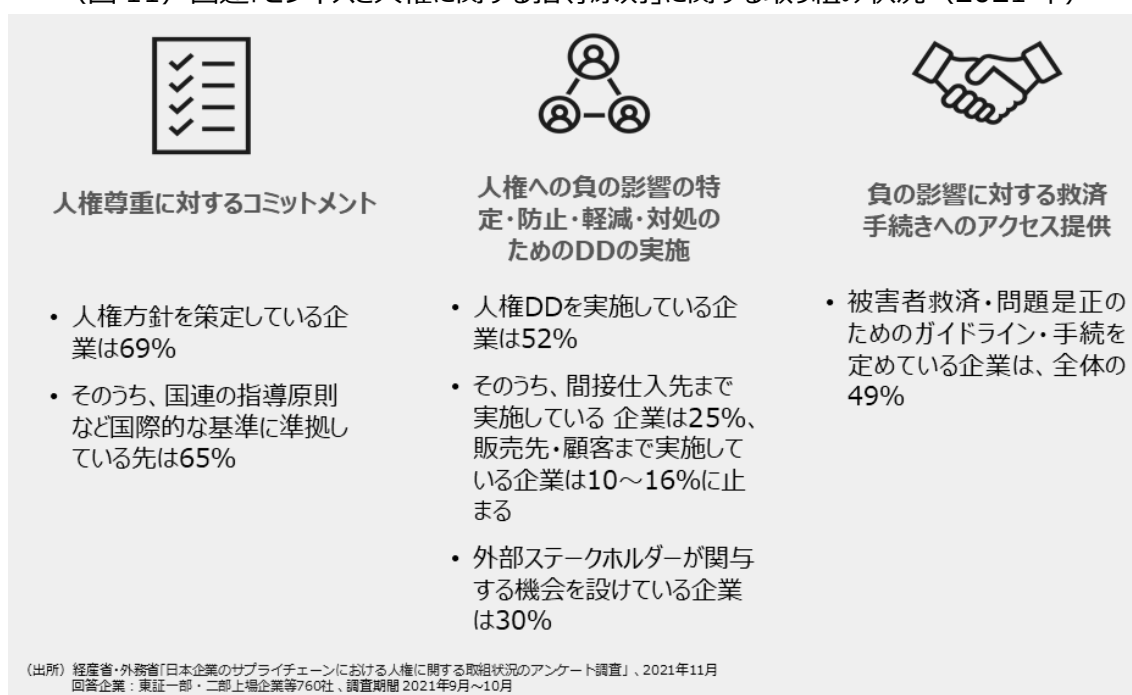 人権尊重に対するコミットメント
• 人権方針を策定している企
業は69%
• そのうち、国連の指導原則
など国際的な基準に準拠し
ている先は65%
人権への負の影響の特
定・防止・軽減・対処の
ためのDDの実施
• 人権DDを実施している企
業は52%
• そのうち、間接仕入先まで
実施している 企業は25%、
販売先・顧客まで実施して
いる企業は10～16%に止
まる
• 外部ステークホルダーが関与
する機会を設けている企業
は30%
負の影響に対する救済
手続きへのアクセス提供
• 被害者救済・問題是正の
ためのガイドライン・手続を
定めている企業は、全体の
49%
（出所）経産省・外務省「日本企業のサプライチェーンにおける人権に関する取組状況のアンケート調査」、2021年11月
回答企業：東証一部・二部上場企業等760社、調査期間 2021年9月～10月